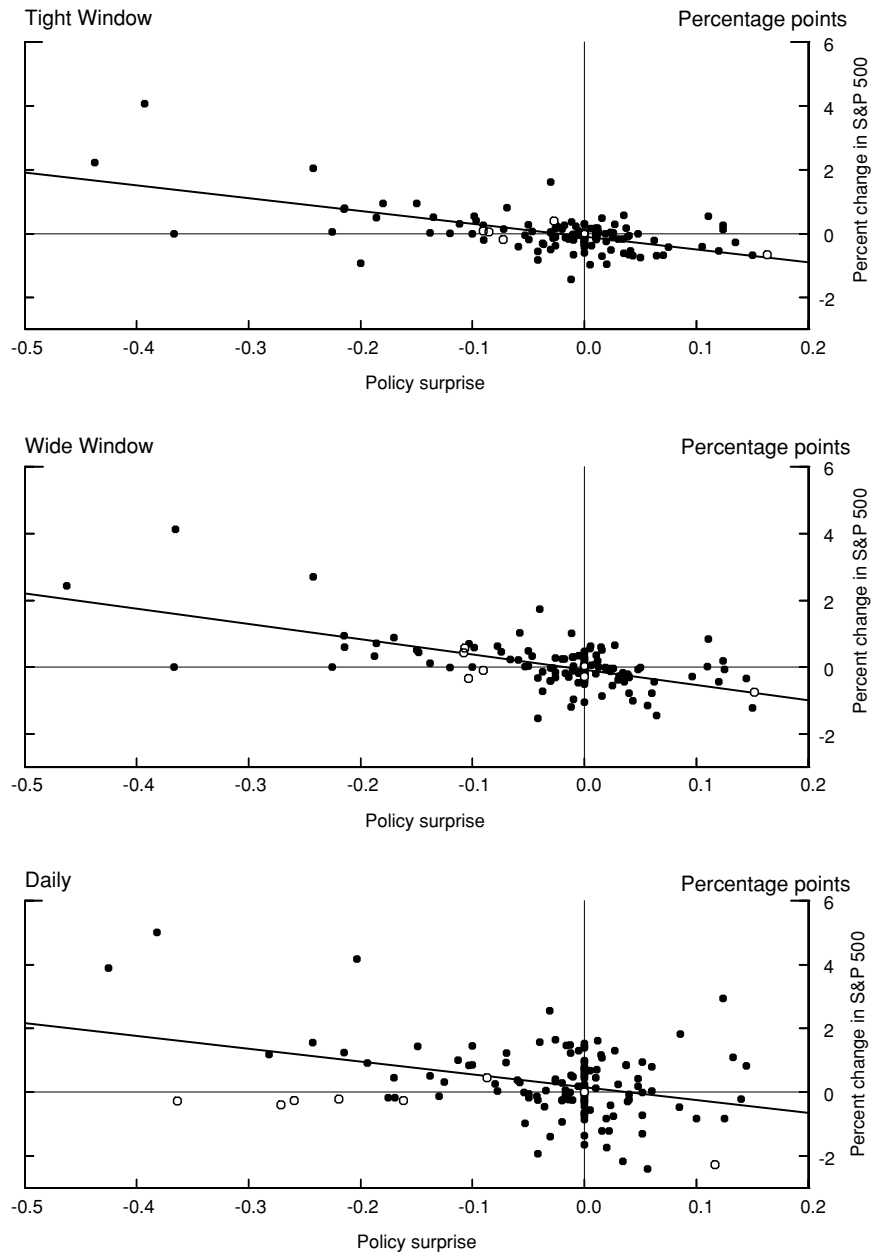 Tight Window Percentage points
6
4
2
0
-2
Percent change in S&P 500
-0.5 -0.4 -0.3 -0.2 -0.1 0.0 0.1 0.2
Policy surprise
Wide Window Percentage points
6
4
2
0
-2
Percent change in S&P 500
-0.5 -0.4 -0.3 -0.2 -0.1 0.0 0.1 0.2
Policy surprise
Daily Percentage points
6
4
2
0
-2
Percent change in S&P 500
-0.5 -0.4 -0.3 -0.2 -0.1 0.0 0.1 0.2
Policy surprise